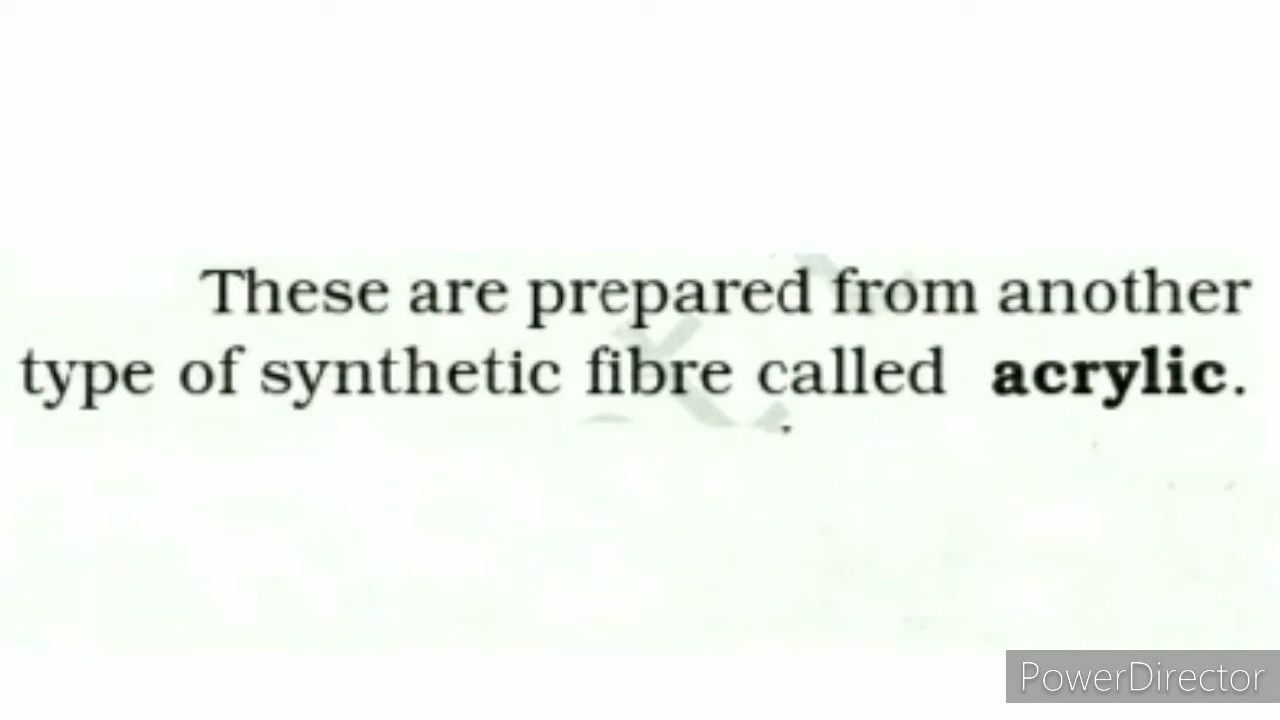 These are prepared from another
type of synthetic fibre called acrylic.
PowerDirector